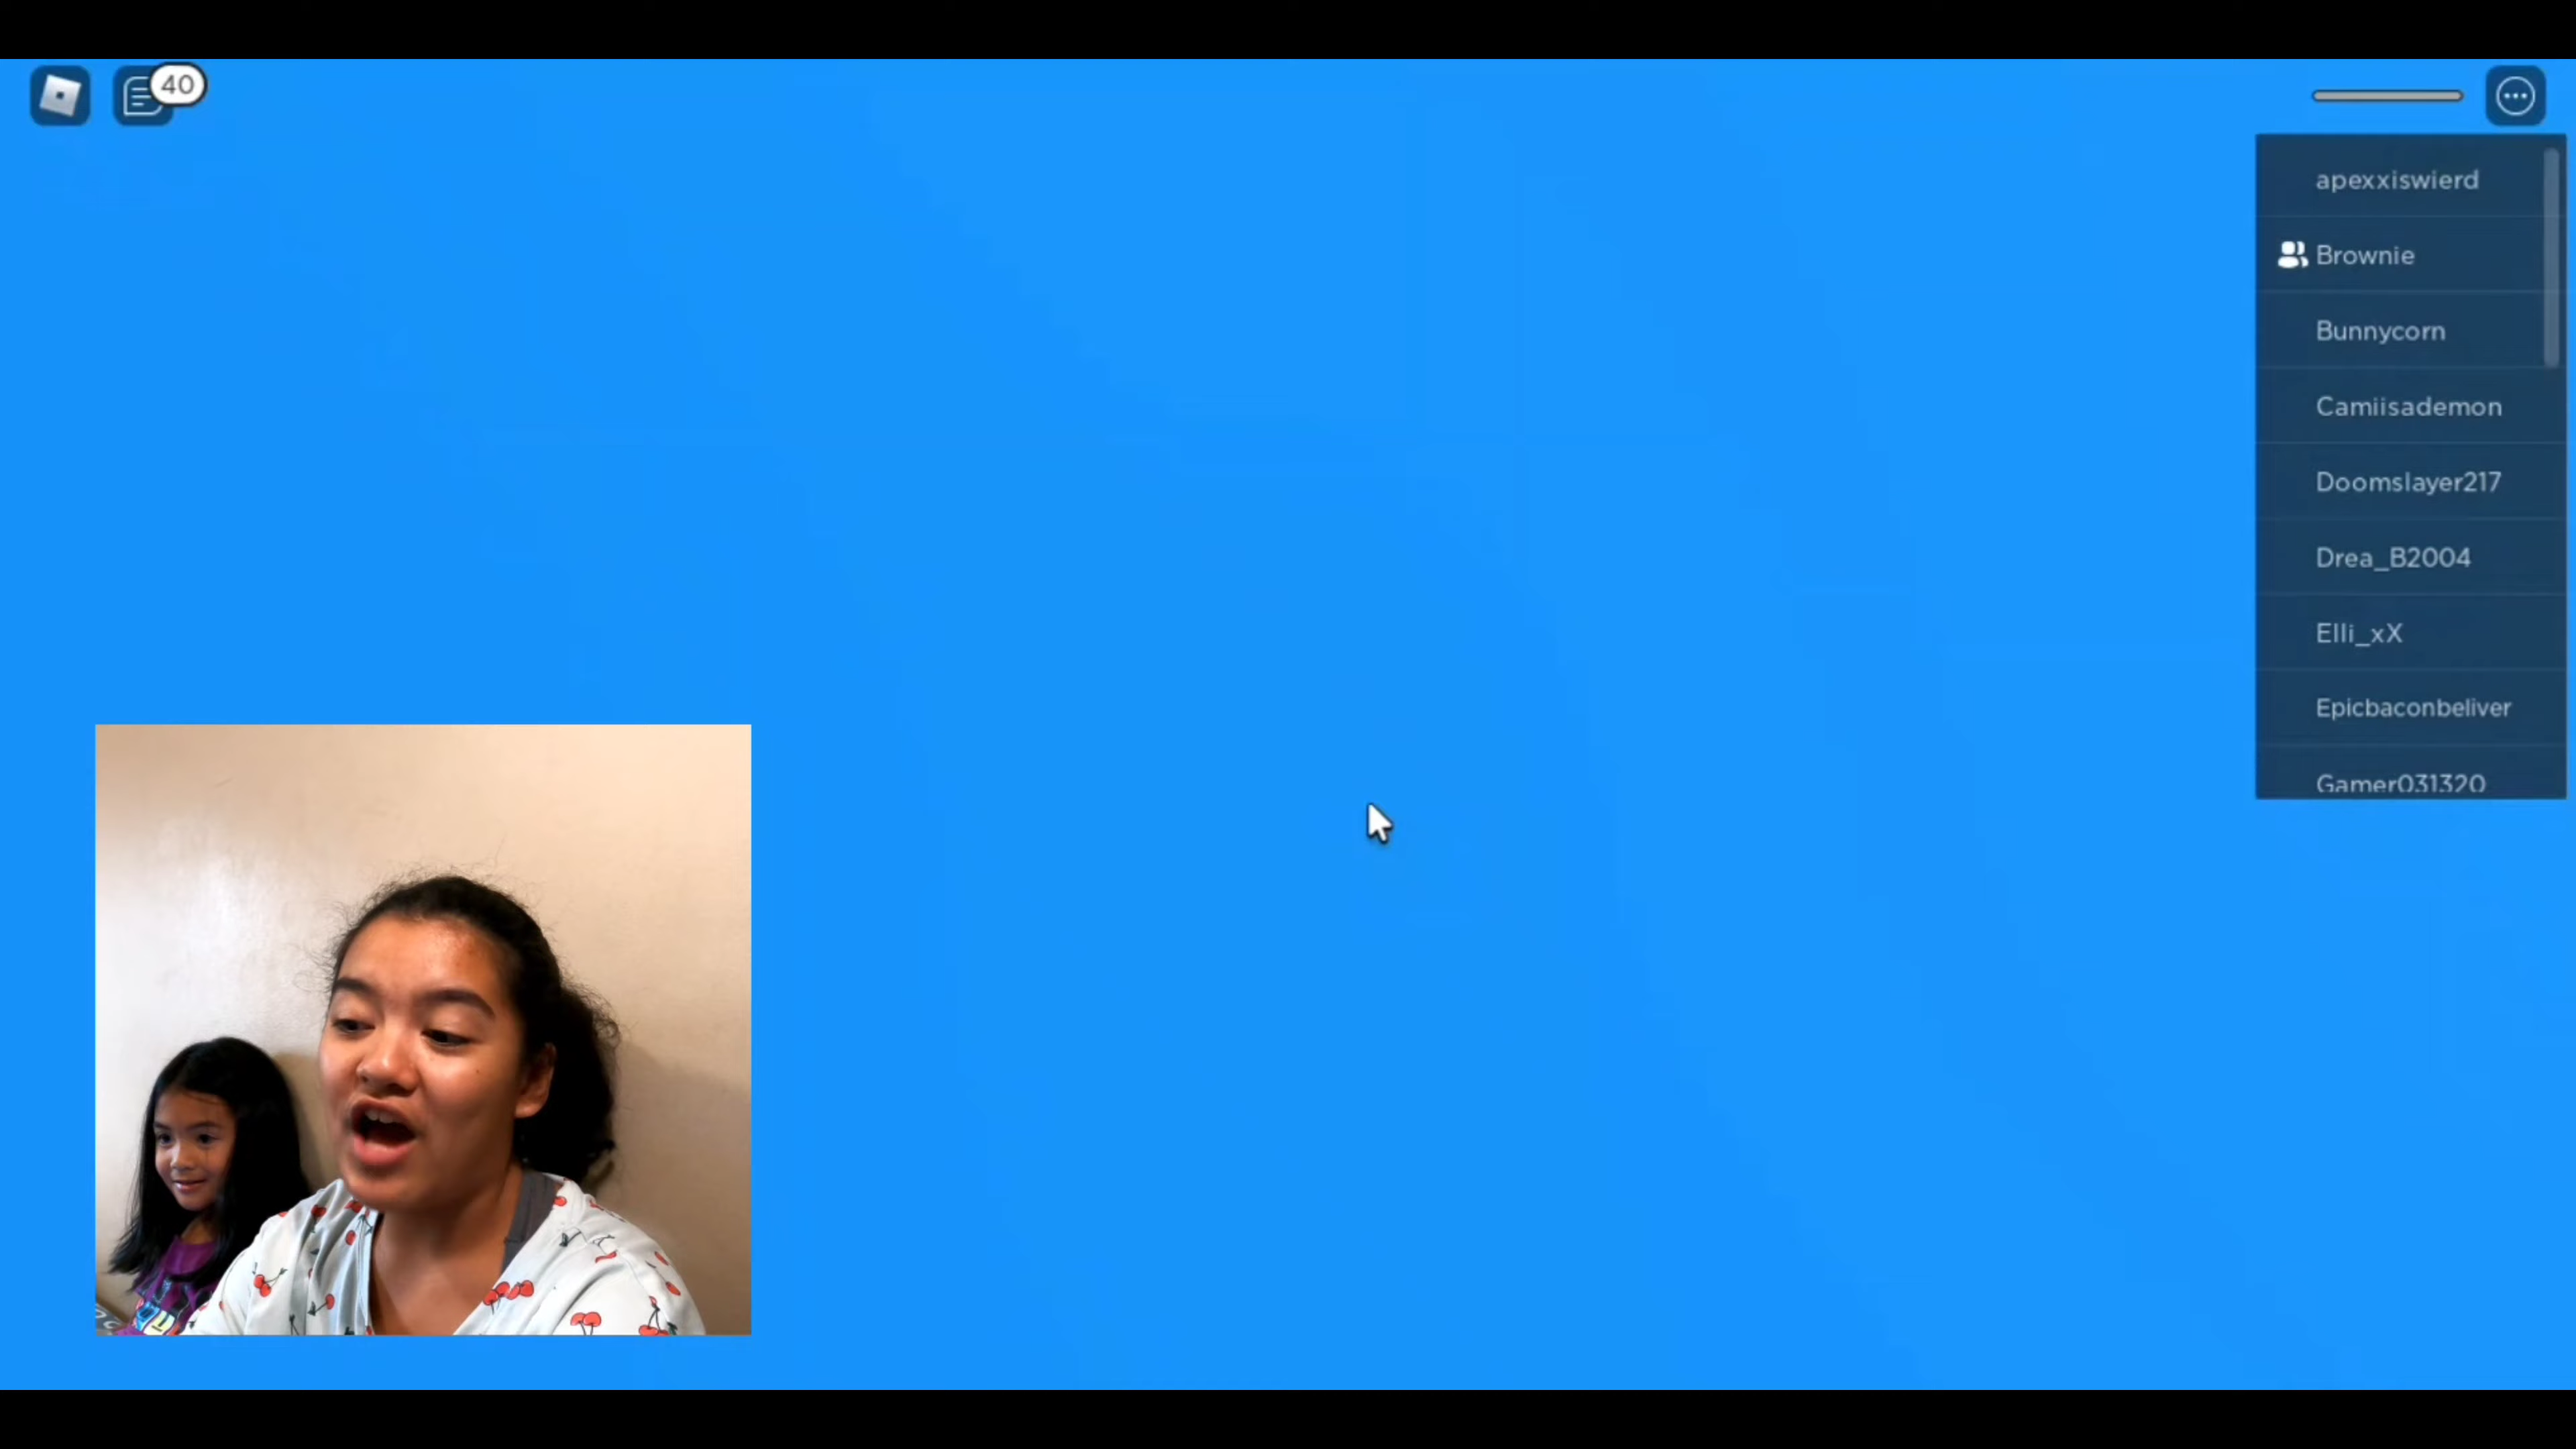 40
apexxiswierd
Brownie
Bunnycorn
Camiisademon
Doomslayer217
Drea_B2004
Elli_xX
Epicbaconbeliver
Gamer031320